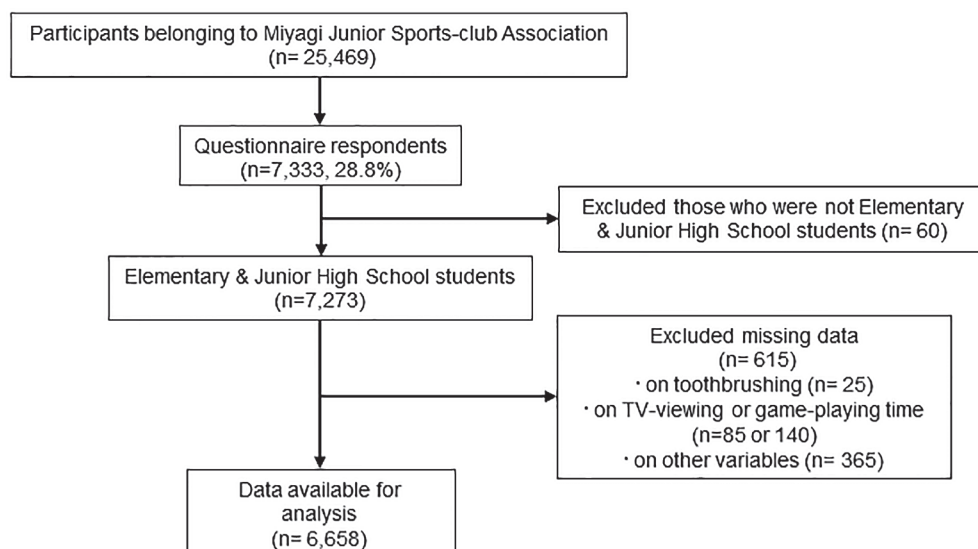 Participants belonging to Miyagi Junior Sports-club Association
(n= 25,469)
Questionnaire respondents
(n=7,333, 28.8%)
Excluded those who were not Elementary
& Junior High School students (n= 60)
Elementary & Junior High School students
(n=7,273)
Excluded missing data
(n= 615)
・on toothbrushing (n= 25)
・on TV-viewing or game-playing time
(n=85 or 140)
・on other variables (n= 365)
Data available for
analysis
(n= 6,658)